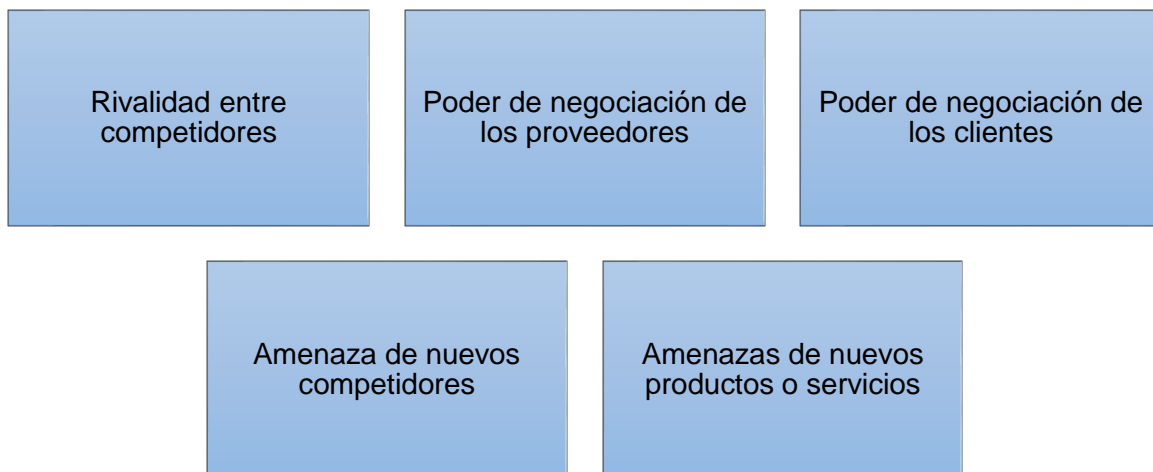 Rivalidad entre
competidores
Poder de negociación de
los proveedores
Poder de negociación de
los clientes
Amenaza de nuevos
competidores
Amenazas de nuevos
productos o servicios